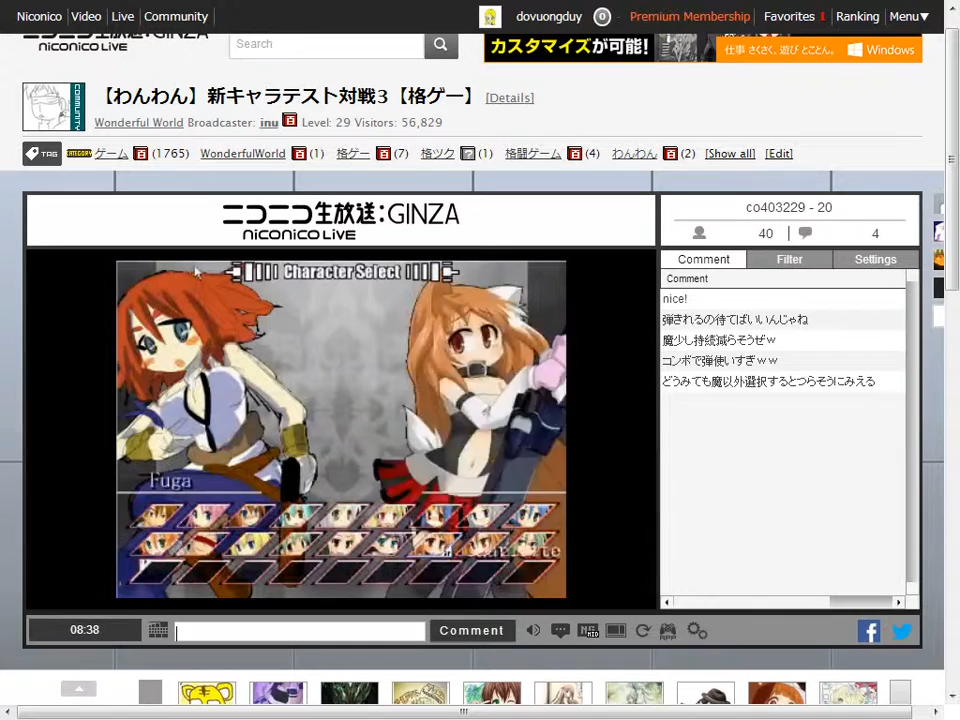 Niconico Video Live Community dovuongduy 0 Premium Membership Favorites 1 Ranking Menu▼
ニコニコ生放送:GINZA
niconico LIVE
Search
カスタマイズが可能!
仕事 さくさく、遊び とことん。 Windows
COMMUNITY
【わんわん】新キャラテスト対戦3【格ゲー】 [Details]
Wonderful World Broadcaster: inu 百 Level: 29 Visitors: 56,829
TAG CATEGORY ゲーム 百 (1765) WonderfulWorld 百 (1) 格ゲー 百 (7) 格ツク ? (1) 格闘ゲーム 百 (4) わんわん 百 (2) [Show all] [Edit]
ニコニコ生放送:GINZA
niconico LIVE
co403229 - 20
40 | 4
Comment Filter Settings
Comment
nice!
弾きれるの待てばいいんじゃね
魔少し持続減らそうぜｗ
コンボで弾使いすぎｗｗ
どうみても魔以外選択するとつらそうにみえる
Character Select
Fuga
08:38
Comment